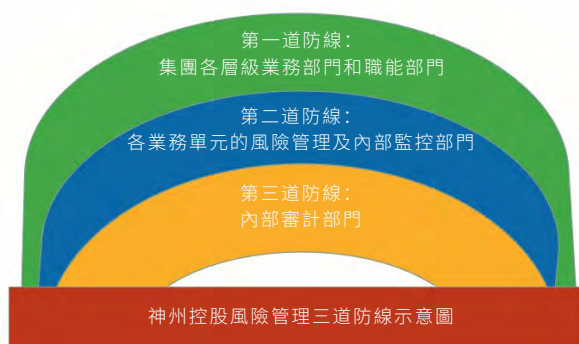 第一道防線：
集團各層級業務部門和職能部門
第二道防線：
各業務單元的風險管理及內部監控部門
第三道防線：
內部審計部門
神州控股風險管理三道防線示意圖